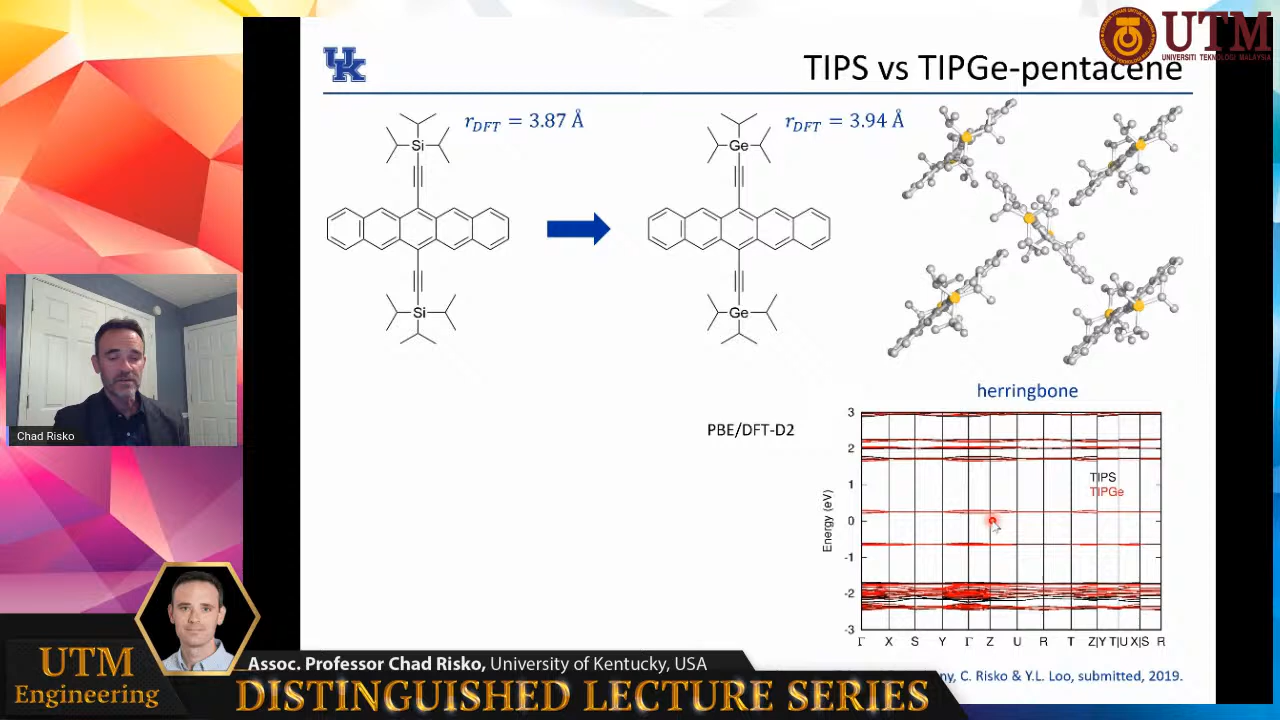 UTM
UNIVERSITI TEKNOLOGI MALAYSIA
UK
TIPS vs TIPGe-pentacene
r_DFT = 3.87 Å
r_DFT = 3.94 Å
Si
Si
Ge
Ge
herringbone
PBE/DFT-D2
Energy (eV)
3
2
1
0
-1
-2
-3
TIPS
TIPGe
Γ X S Y Γ Z U R T Z|Y T|U X|S R
ny, C. Risko & Y.L. Loo, submitted, 2019.
Chad Risko
UTM
Engineering
Assoc. Professor Chad Risko, University of Kentucky, USA
DISTINGUISHED LECTURE SERIES